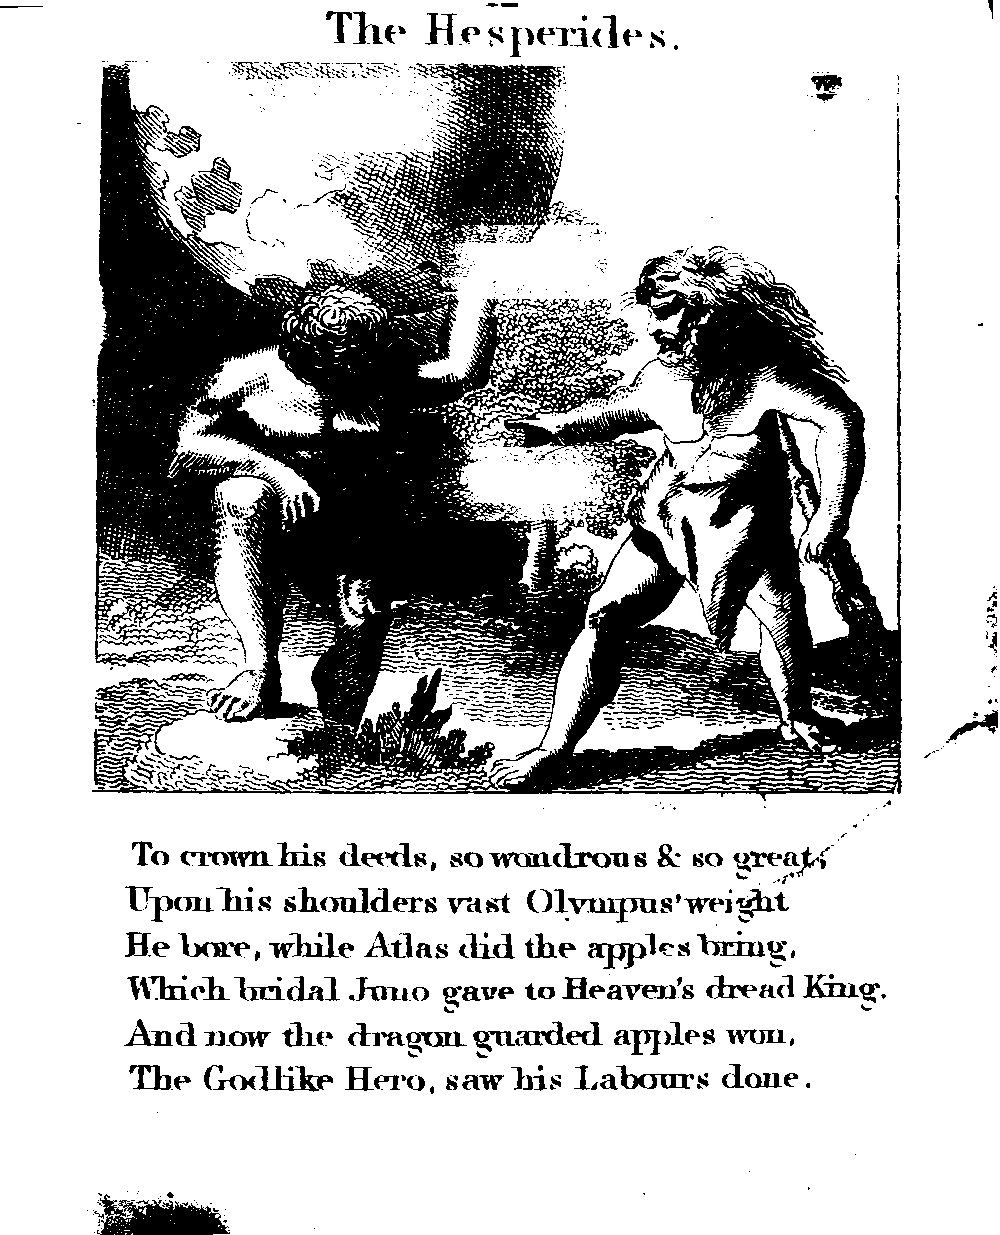 The Hesperides.
To crown his deeds, so wondrous & so great,
Upon his shoulders vast Olympus' weight
He bore, while Atlas did the apples bring,
Which bridal Juno gave to Heaven's dread King.
And now the dragon guarded apples won,
The Godlike Hero, saw his Labours done.